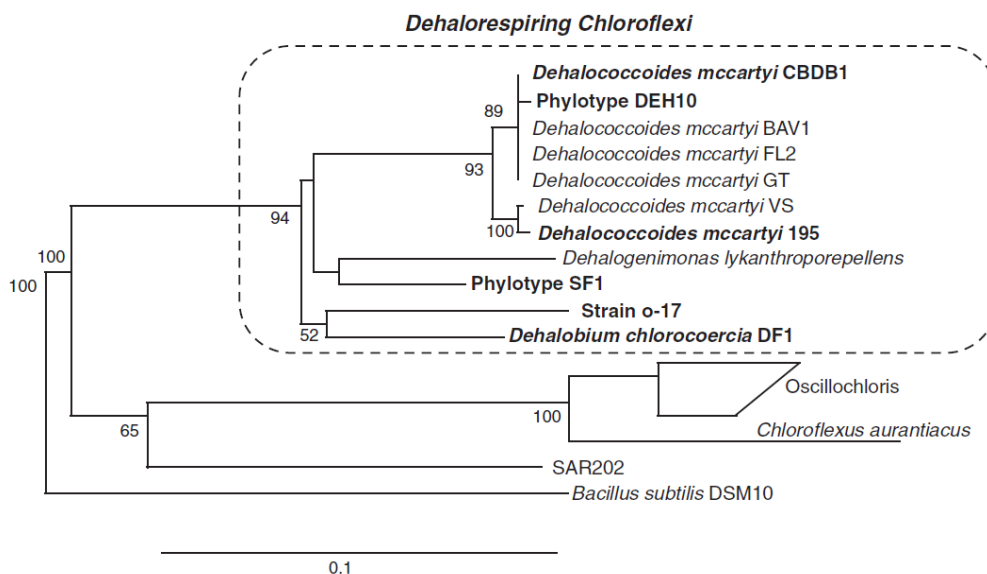 Dehalorespiring Chloroflexi
Dehalococcoides mccartyi CBDB1
Phylotype DEH10
89
Dehalococcoides mccartyi BAV1
Dehalococcoides mccartyi FL2
93
Dehalococcoides mccartyi GT
Dehalococcoides mccartyi VS
94
100
Dehalococcoides mccartyi 195
100
Dehalogenimonas lykanthroporepellens
100
Phylotype SF1
Strain o-17
52
Dehalobium chlorocoercia DF1
Oscillochloris
100
65
Chloroflexus aurantiacus
SAR202
Bacillus subtilis DSM10
0.1